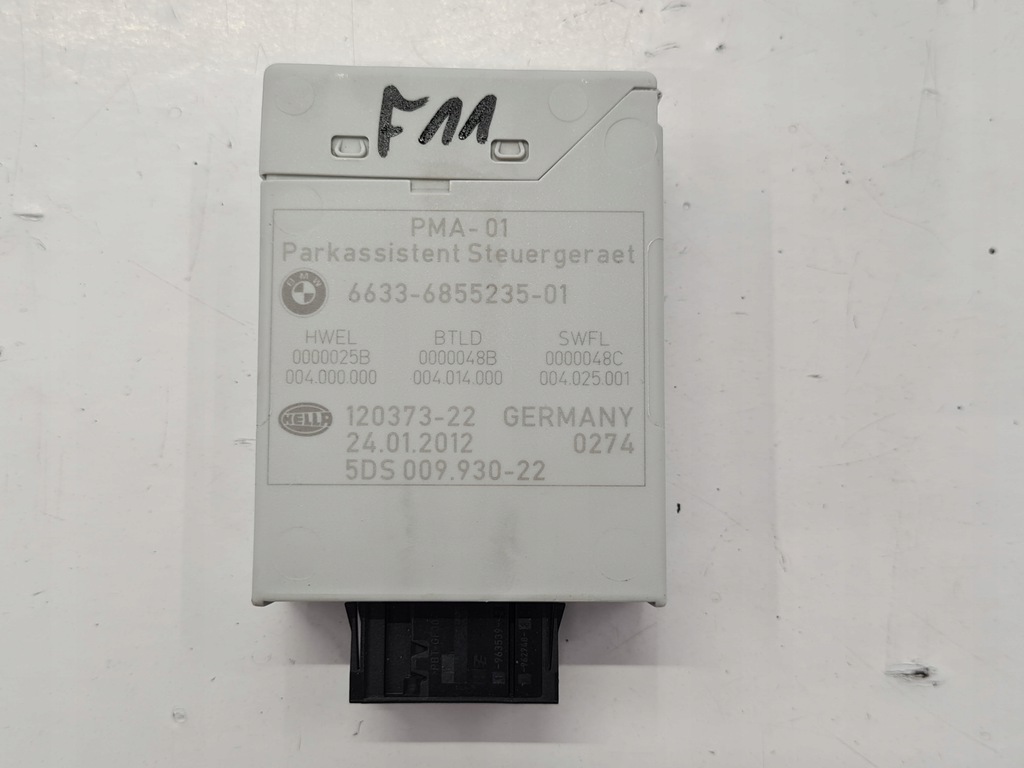 F11
PMA-01
Parkassistent Steuergeraet
6633-6855235-01
HWEL BTLD SWFL
0000025B 0000048B 0000048C
004.000.000 004.014.000 004.025.001
HELLA 120373-22 GERMANY
24.01.2012 0274
5DS 009.930-22